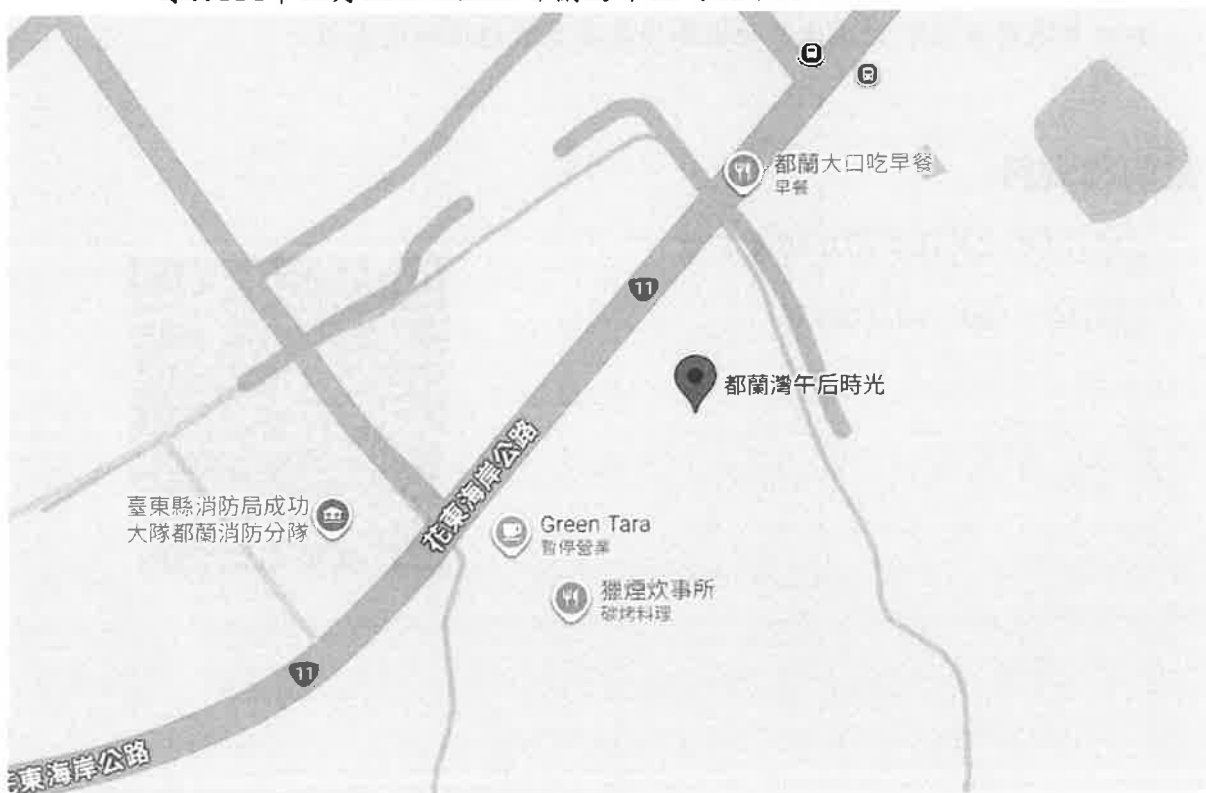 都蘭大口吃早餐
早餐
11
都蘭灣午后時光
花東海岸公路
臺東縣消防局成功
大隊都蘭消防分隊
Green Tara
暫停營業
獵煙炊事所
碳烤料理
11
東海岸公路